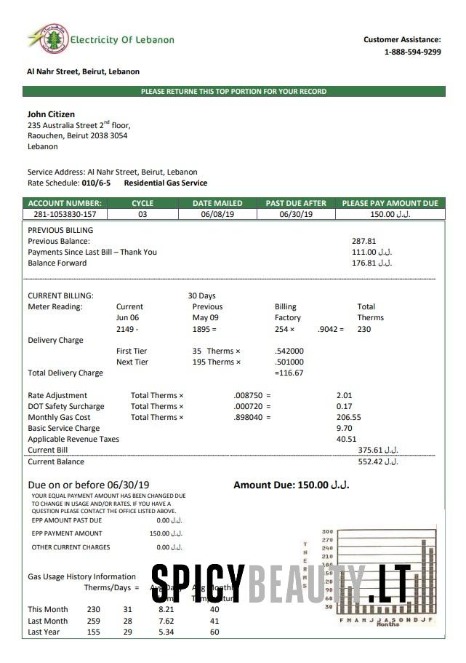 Electricity Of Lebanon
Customer Assistance:
1-888-594-9299
Al Nahr Street, Beirut, Lebanon
PLEASE RETURNE THIS TOP PORTION FOR YOUR RECORD
John Citizen
235 Australia Street 2nd floor,
Raouchen, Beirut 2038 3054
Lebanon
Service Address: Al Nahr Street, Beirut, Lebanon
Rate Schedule: 010/6-5 Residential Gas Service
ACCOUNT NUMBER: CYCLE DATE MAILED PAST DUE AFTER PLEASE PAY AMOUNT DUE
281-1053830-157 03 06/08/19 06/30/19 150.00 ل.ل.
PREVIOUS BILLING
Previous Balance: 287.81
Payments Since Last Bill – Thank You 111.00 ل.ل.
Balance Forward 176.81 ل.ل.
CURRENT BILLING: 30 Days
Meter Reading: Current Previous Billing Total
Jun 06 May 09 Factory Therms
2149 - 1895 = 254 × .9042 = 230
Delivery Charge
First Tier 35 Therms × .542000
Next Tier 195 Therms × .501000
Total Delivery Charge =116.67
Rate Adjustment Total Therms × .008750 = 2.01
DOT Safety Surcharge Total Therms × .000720 = 0.17
Monthly Gas Cost Total Therms × .898040 = 206.55
Basic Service Charge 9.70
Applicable Revenue Taxes 40.51
Current Bill 375.61 ل.ل.
Current Balance 552.42 ل.ل.
Due on or before 06/30/19 Amount Due: 150.00 ل.ل.
YOUR EQUAL PAYMENT AMOUNT HAS BEEN CHANGED DUE
TO CHANGE IN USAGE AND/OR RATES. IF YOU HAVE A
QUESTION PLEASE CONTACT THE OFFICE LISTED ABOVE.
EPP AMOUNT PAST DUE 0.00 ل.ل.
EPP PAYMENT AMOUNT 150.00 ل.ل.
OTHER CURRENT CHARGES 0.00 ل.ل.
THERMS
300
270
240
210
180
150
120
90
60
30
F M A M J J A S O N D J F
Months
Gas Usage History Information
Therms/Days =
SPICYBEAUTY.LT
This Month 230 31 8.21 40
Last Month 259 28 7.62 41
Last Year 155 29 5.34 60